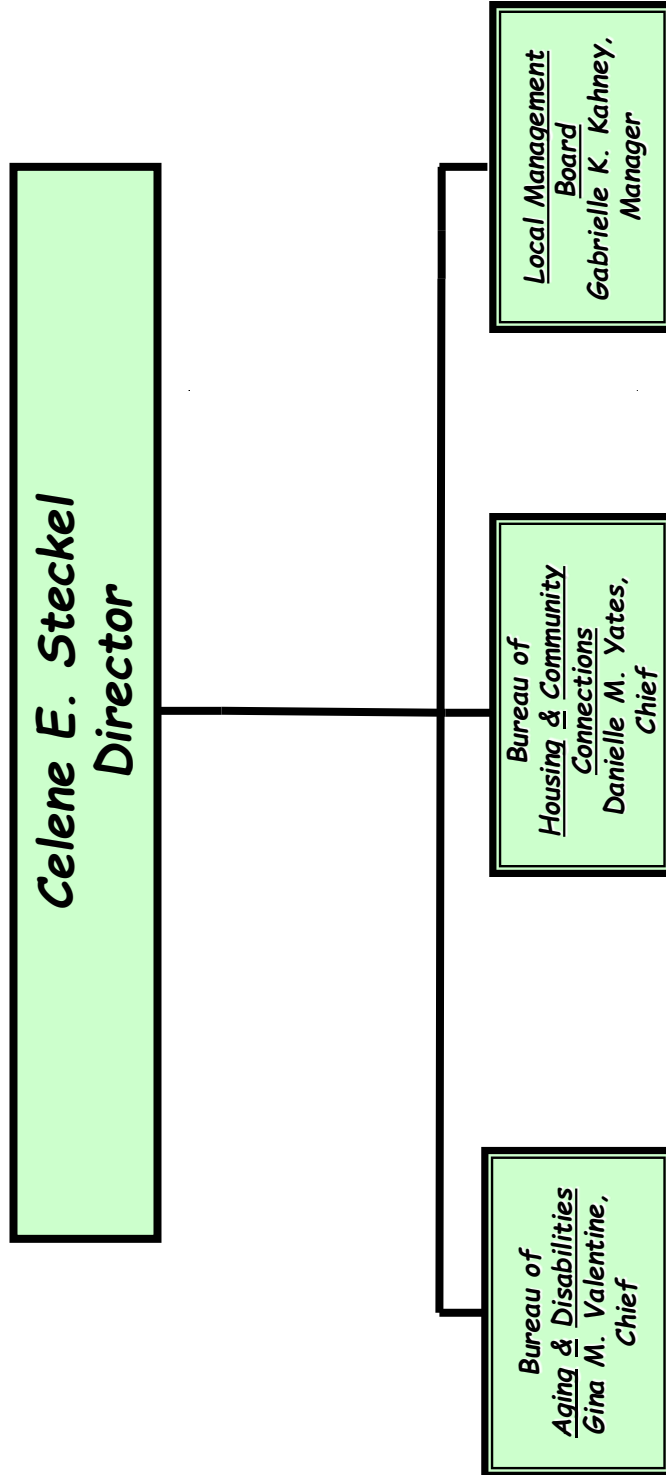 Celene E. Steckel
Director
Bureau of
Aging & Disabilities
Gina M. Valentine,
Chief
Bureau of
Housing & Community
Connections
Danielle M. Yates,
Chief
Local Management
Board
Gabrielle K. Kahney,
Manager